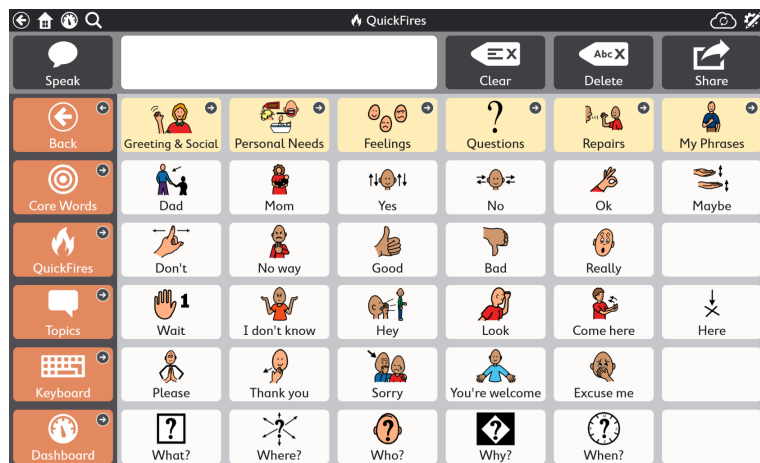 QuickFires
Speak
Clear
Abc X
Delete
Share
Back
Greeting & Social
Personal Needs
Feelings
Questions
Repairs
My Phrases
Core Words
Dad
Mom
Yes
No
Ok
Maybe
QuickFires
Don't
No way
Good
Bad
Really
Topics
1
Wait
I don't know
Hey
Look
Come here
Here
Keyboard
Please
Thank you
Sorry
You're welcome
Excuse me
Dashboard
What?
Where?
Who?
Why?
When?